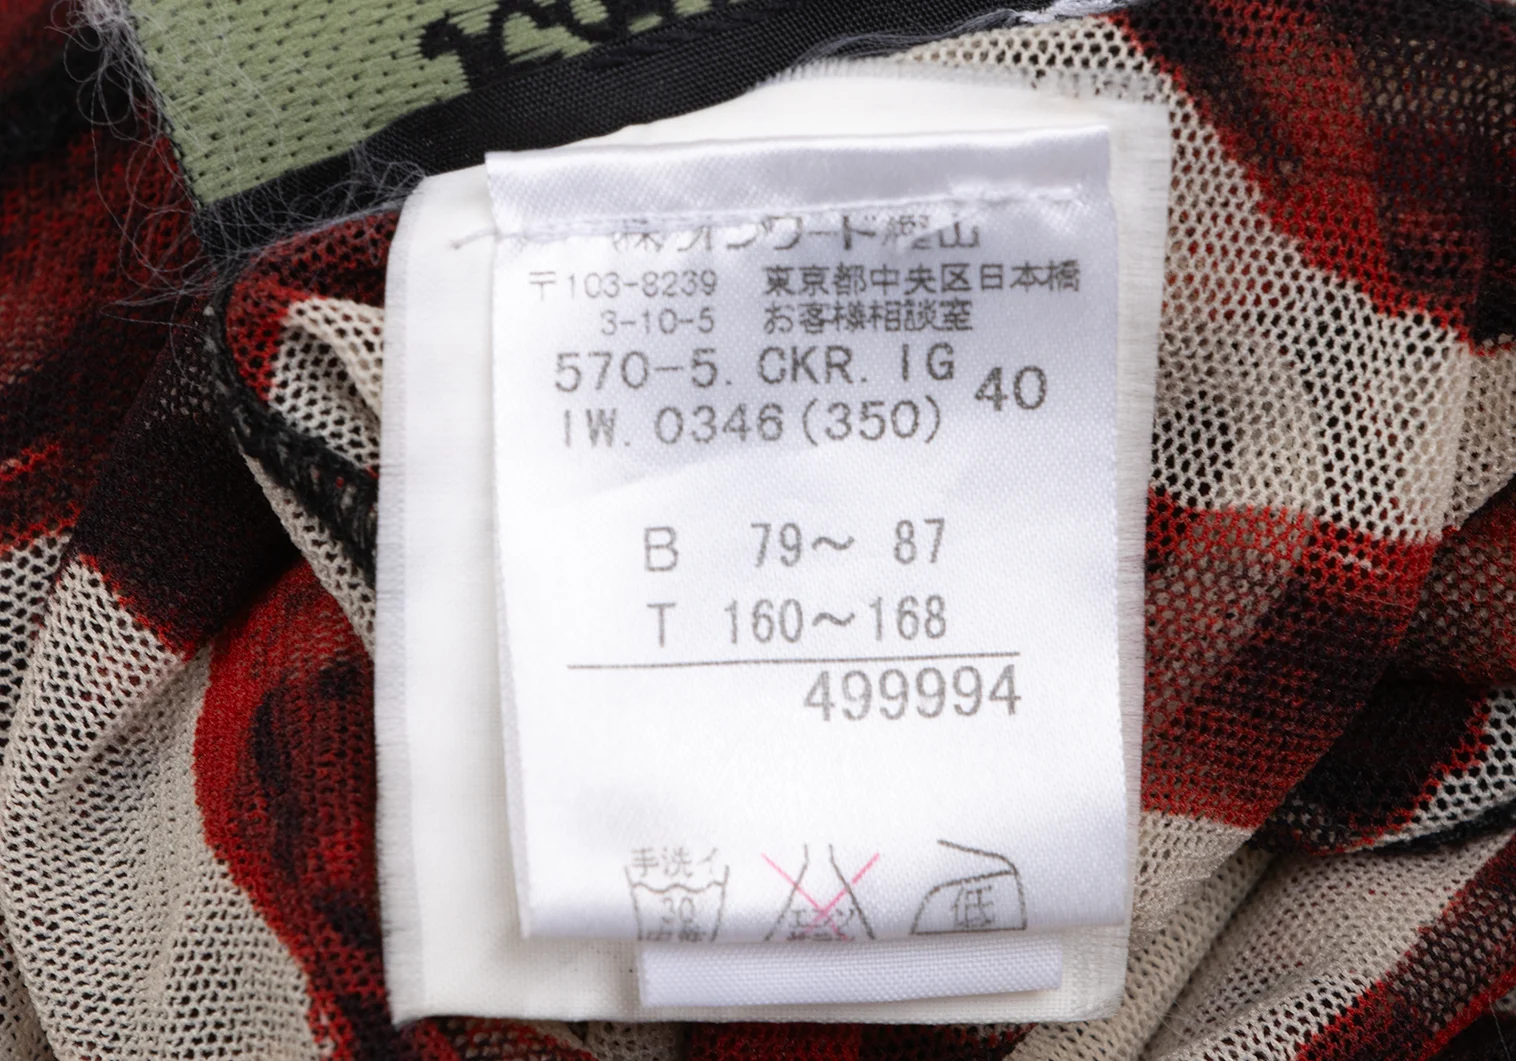 (株)オンワード樫山
〒103-8239 東京都中央区日本橋
3-10-5 お客様相談室
570-5. CKR. IG 40
IW. 0346(350)
B 79～ 87
T 160～168
499994
手洗イ
30
低